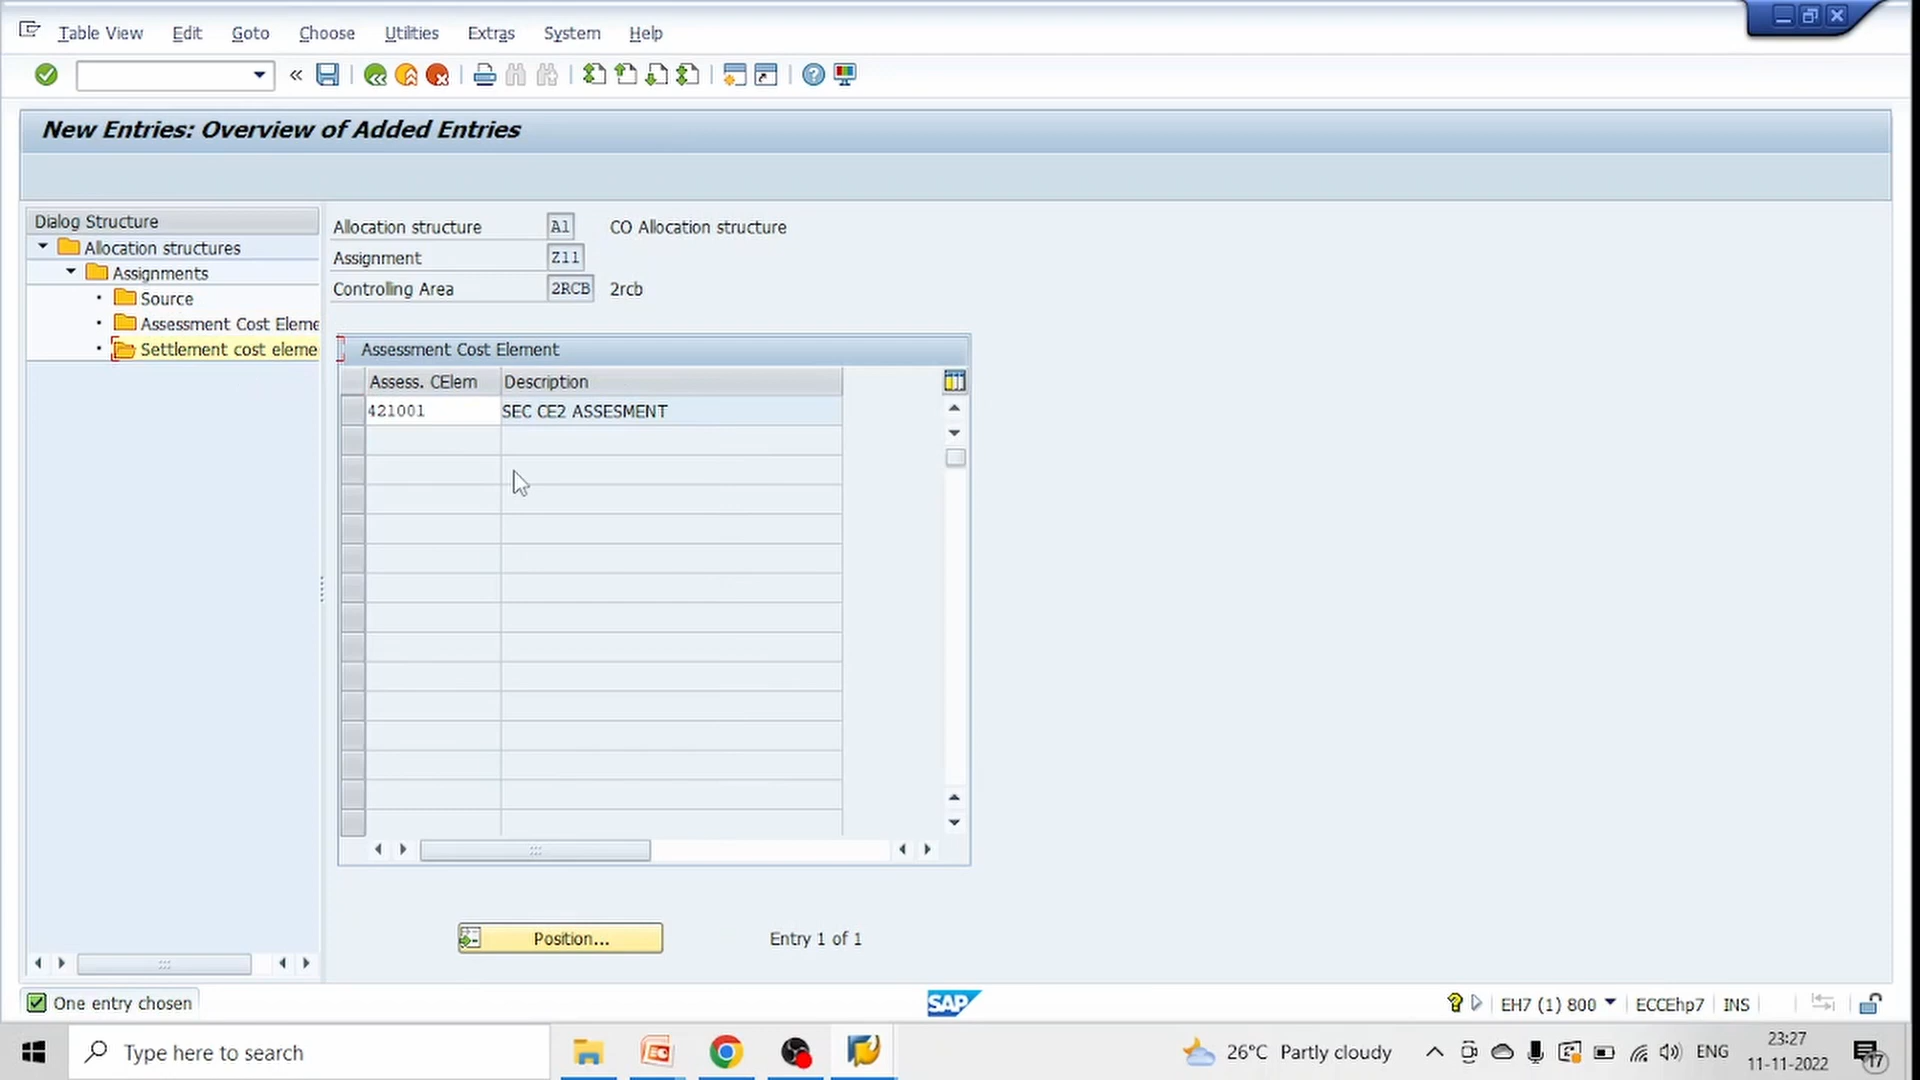 Table View Edit Goto Choose Utilities Extras System Help
New Entries: Overview of Added Entries
Dialog Structure
Allocation structures
Assignments
Source
Assessment Cost Eleme
Settlement cost eleme
Allocation structure A1 CO Allocation structure
Assignment Z11
Controlling Area 2RCB 2rcb
Assessment Cost Element
Assess. CElem Description
421001 SEC CE2 ASSESMENT
Position... Entry 1 of 1
One entry chosen
SAP
EH7 (1) 800 ECCEhp7 INS
Type here to search
26°C Partly cloudy
ENG
23:27
11-11-2022
17